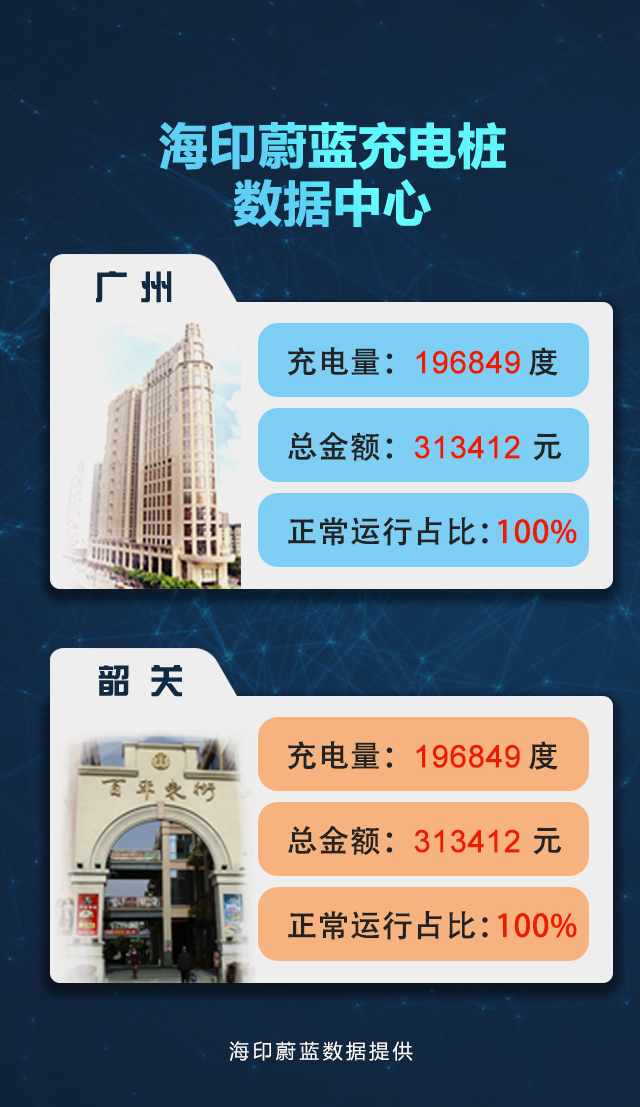 海印蔚蓝充电桩
数据中心
广州
充电量：196849 度
总金额：313412 元
正常运行占比：100%
韶关
百年東街
充电量：196849 度
总金额：313412 元
正常运行占比：100%
海印蔚蓝数据提供